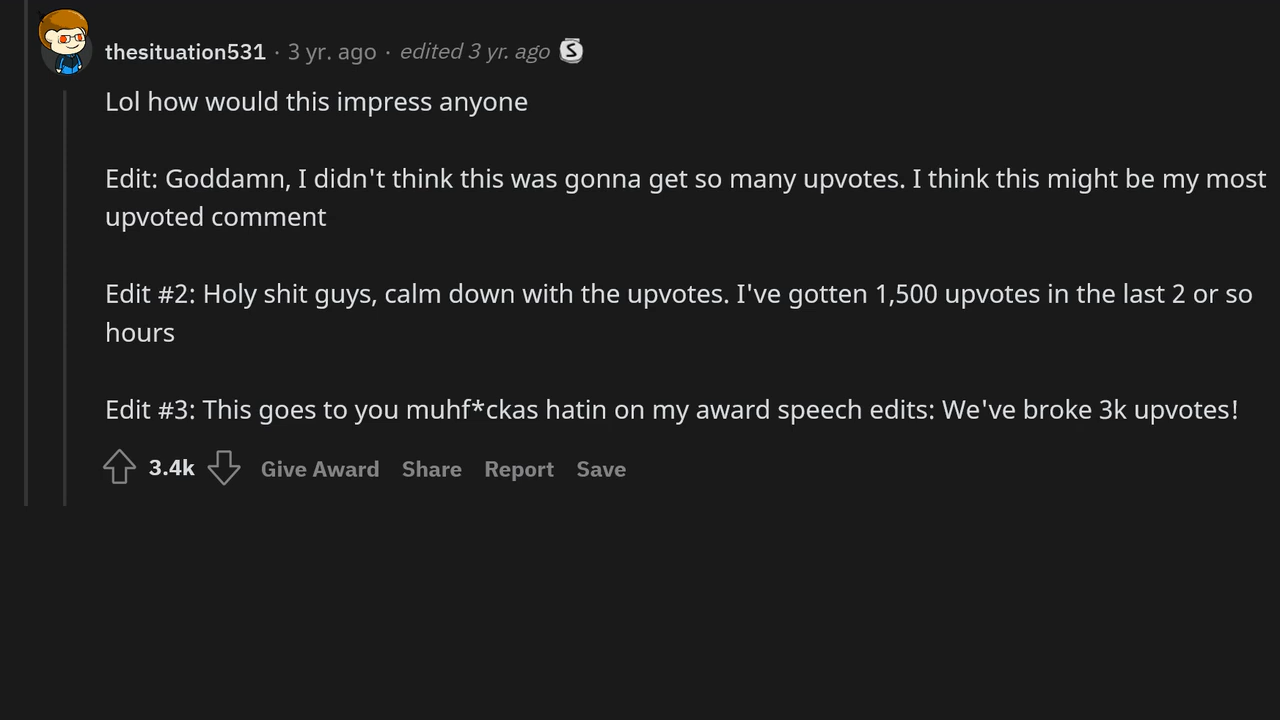 thesituation531 · 3 yr. ago · edited 3 yr. ago S
Lol how would this impress anyone
Edit: Goddamn, I didn't think this was gonna get so many upvotes. I think this might be my most
upvoted comment
Edit #2: Holy shit guys, calm down with the upvotes. I've gotten 1,500 upvotes in the last 2 or so
hours
Edit #3: This goes to you muhf*ckas hatin on my award speech edits: We've broke 3k upvotes!
3.4k Give Award Share Report Save